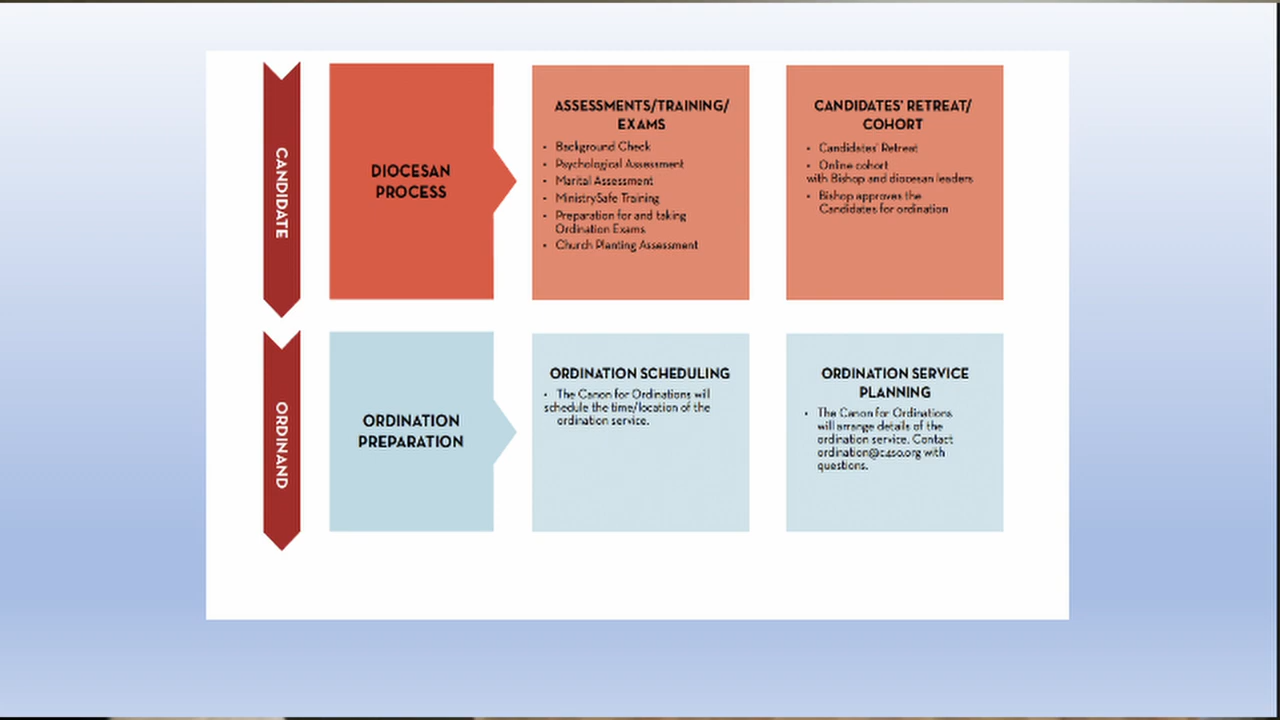 CANDIDATE
DIOCESAN
PROCESS
ASSESSMENTS/TRAINING/
EXAMS
• Background Check
• Psychological Assessment
• Marital Assessment
• MinistrySafe Training
• Preparation for and taking
Ordination Exams
• Church Planting Assessment
CANDIDATES' RETREAT/
COHORT
• Candidates' Retreat
• Online cohort
with Bishop and diocesan leaders
• Bishop approves the
Candidates for ordination
ORDINAND
ORDINATION
PREPARATION
ORDINATION SCHEDULING
• The Canon for Ordinations will
schedule the time/location of the
ordination service.
ORDINATION SERVICE
PLANNING
• The Canon for Ordinations
will arrange details of the
ordination service. Contact
ordination@c4so.org with
questions.